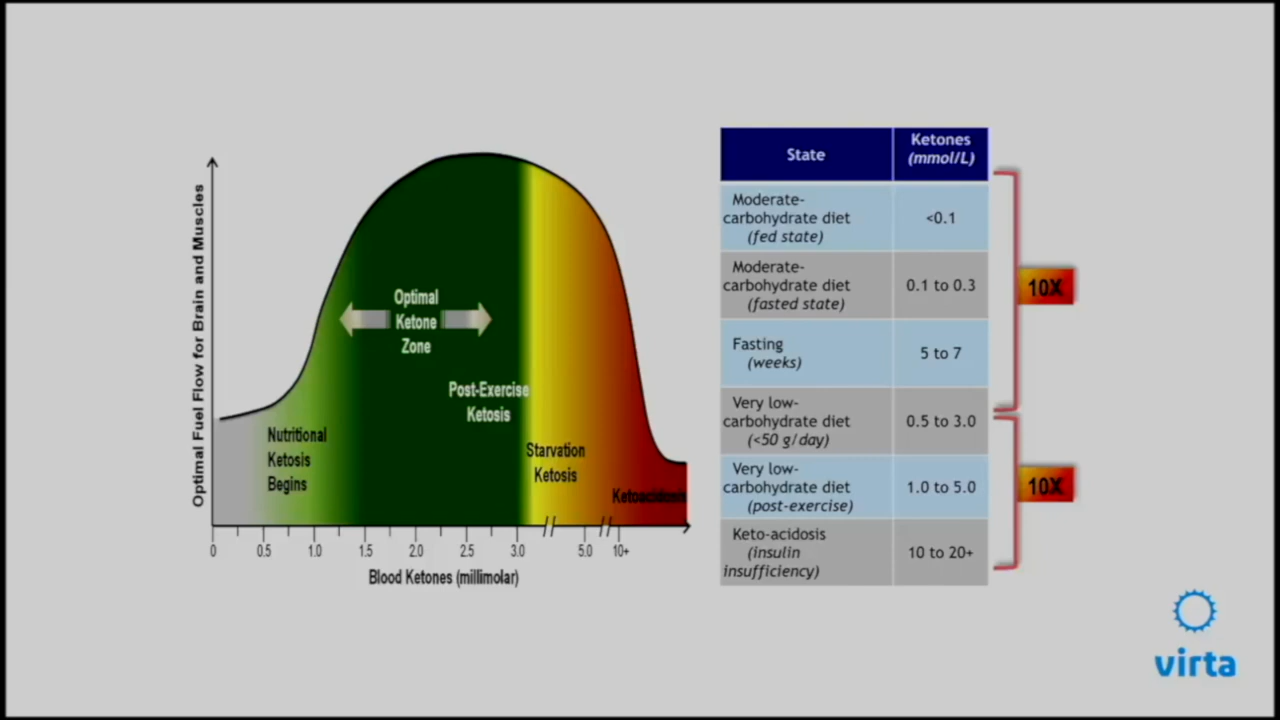 Optimal Fuel Flow for Brain and Muscles
Optimal
Ketone
Zone
Post-Exercise
Ketosis
Nutritional
Ketosis
Begins
Starvation
Ketosis
Ketoacidosis
0 0.5 1.0 1.5 2.0 2.5 3.0 5.0 10+
Blood Ketones (millimolar)
State
Ketones
(mmol/L)
Moderate-
carbohydrate diet
(fed state)
<0.1
Moderate-
carbohydrate diet
(fasted state)
0.1 to 0.3
Fasting
(weeks)
5 to 7
Very low-
carbohydrate diet
(<50 g/day)
0.5 to 3.0
Very low-
carbohydrate diet
(post-exercise)
1.0 to 5.0
Keto-acidosis
(insulin
insufficiency)
10 to 20+
10X
10X
virta